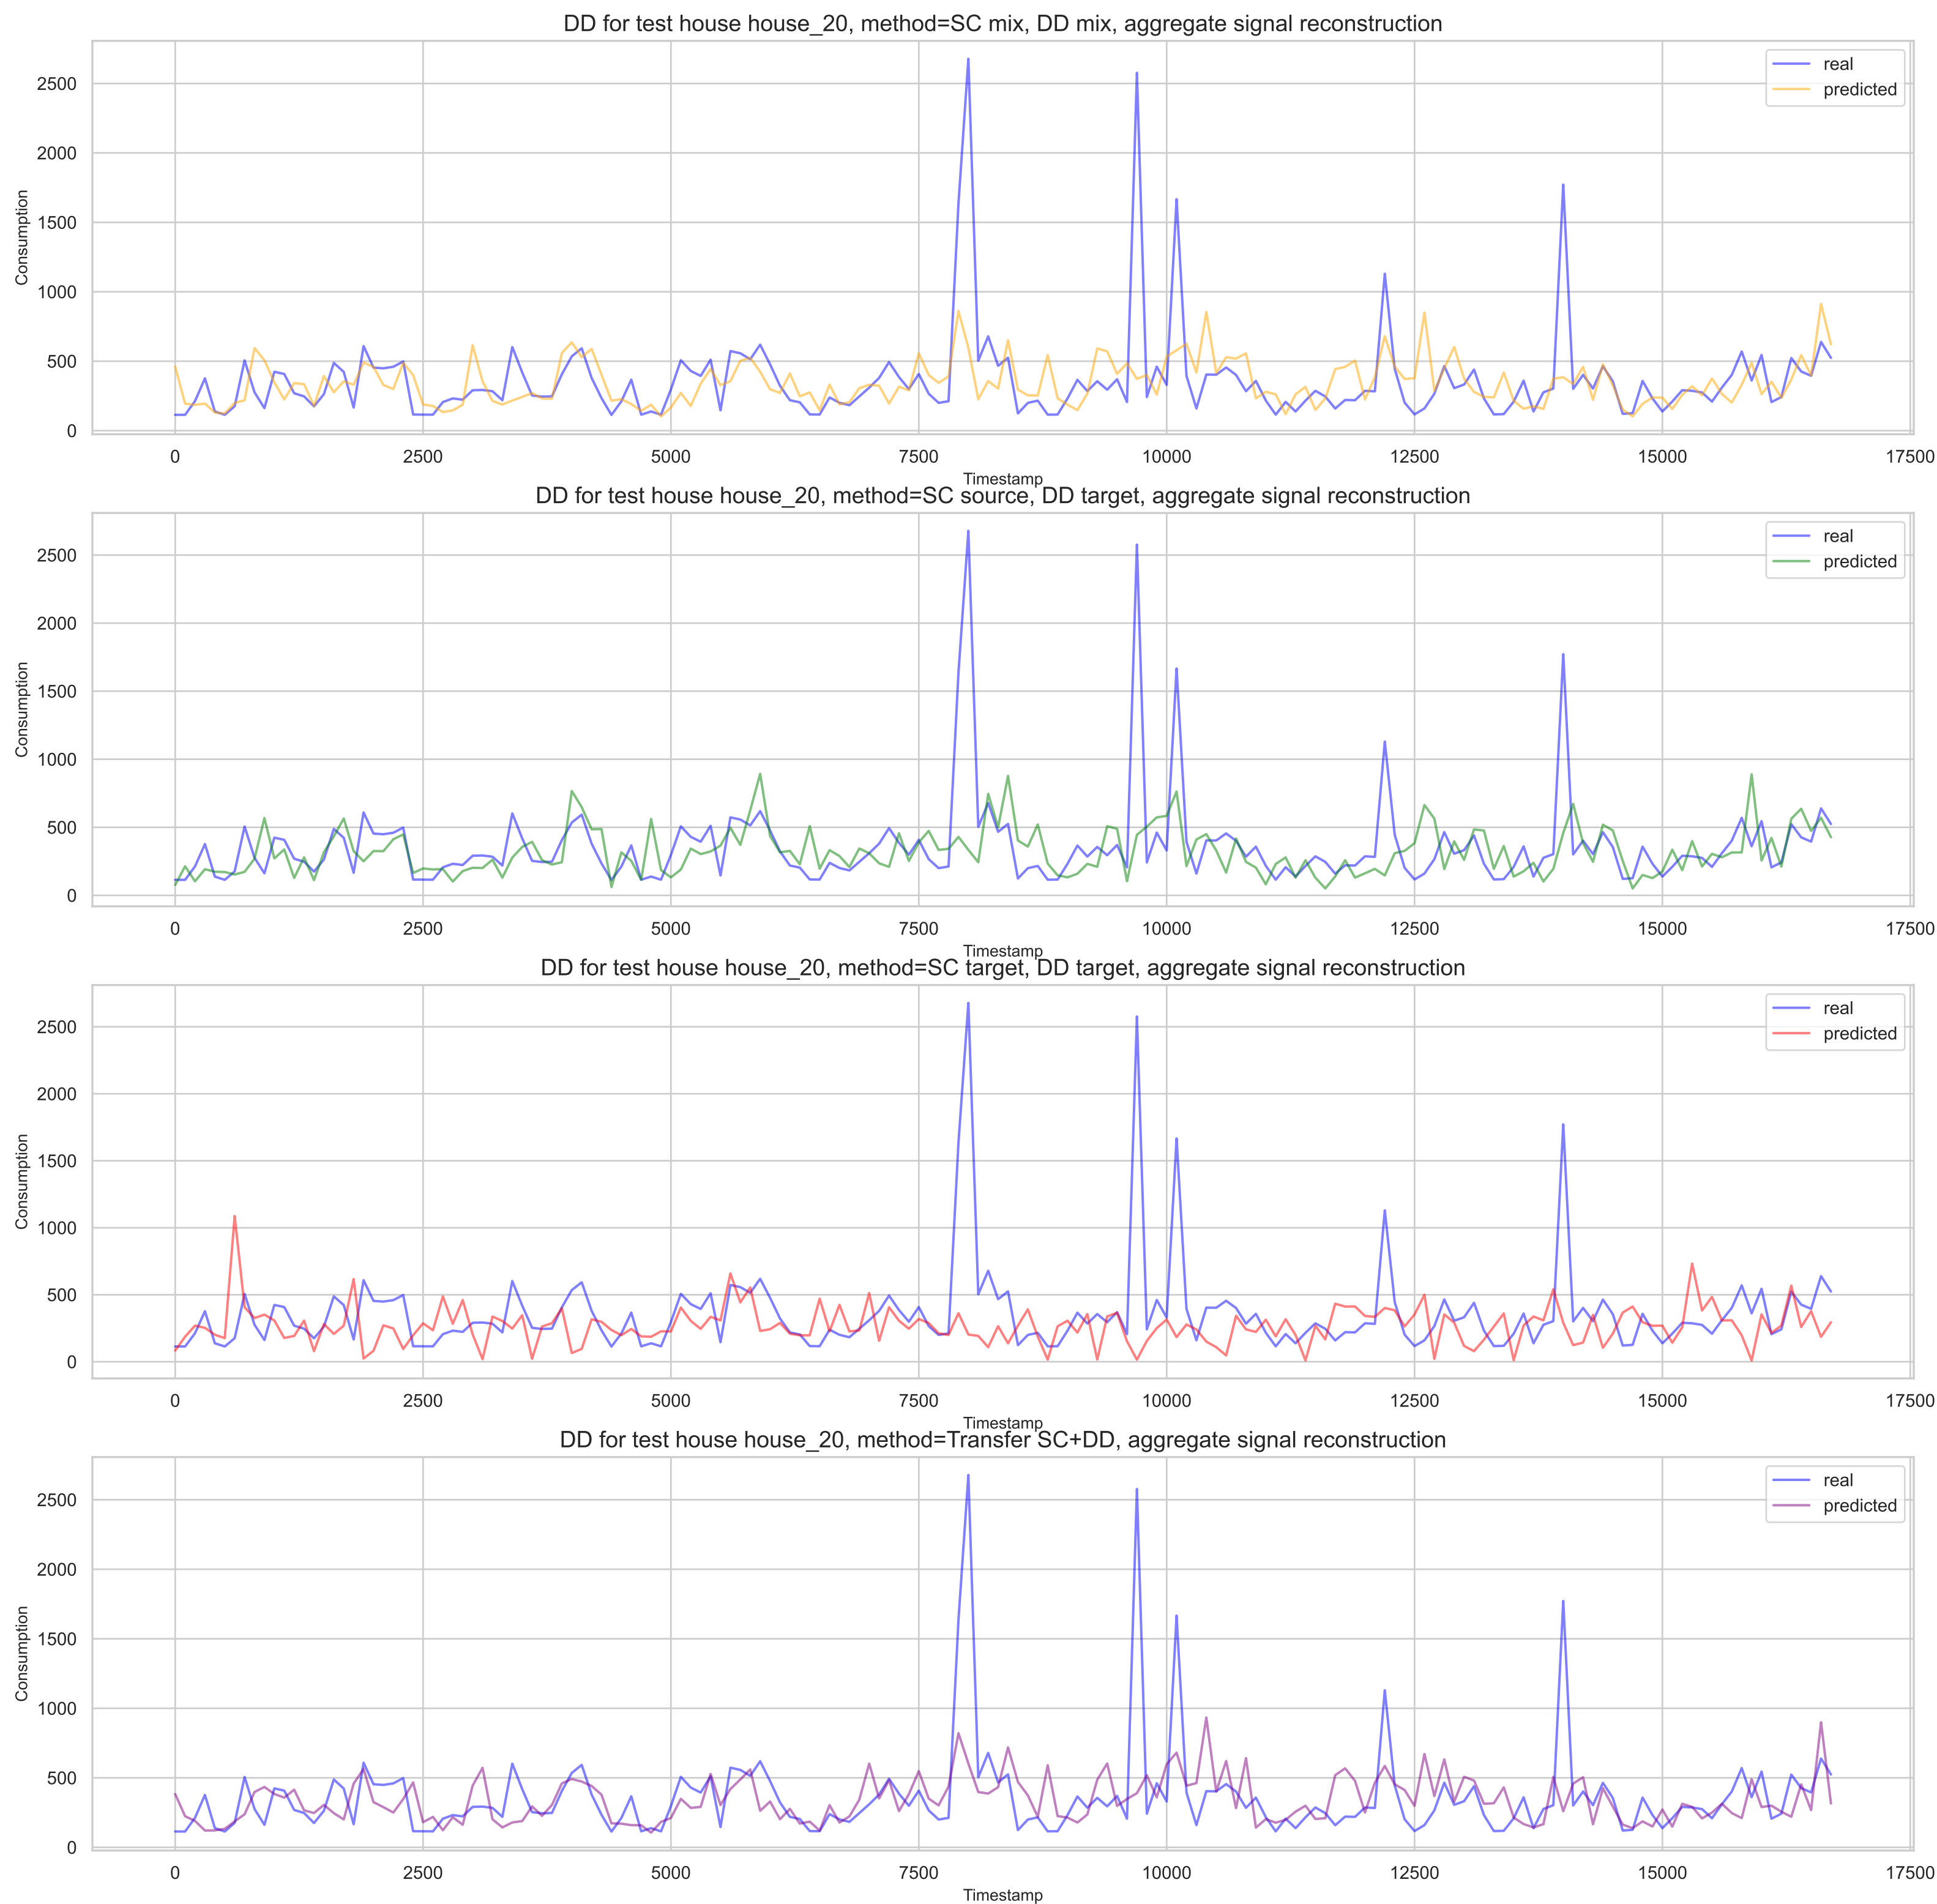 DD for test house house_20, method=SC mix, DD mix, aggregate signal reconstruction
real
predicted
2500
2000
1500
1000
500
0
Consumption
0 2500 5000 7500 10000 12500 15000 17500
Timestamp
DD for test house house_20, method=SC source, DD target, aggregate signal reconstruction
real
predicted
2500
2000
1500
1000
500
0
Consumption
0 2500 5000 7500 10000 12500 15000 17500
Timestamp
DD for test house house_20, method=SC target, DD target, aggregate signal reconstruction
real
predicted
2500
2000
1500
1000
500
0
Consumption
0 2500 5000 7500 10000 12500 15000 17500
Timestamp
DD for test house house_20, method=Transfer SC+DD, aggregate signal reconstruction
real
predicted
2500
2000
1500
1000
500
0
Consumption
0 2500 5000 7500 10000 12500 15000 17500
Timestamp